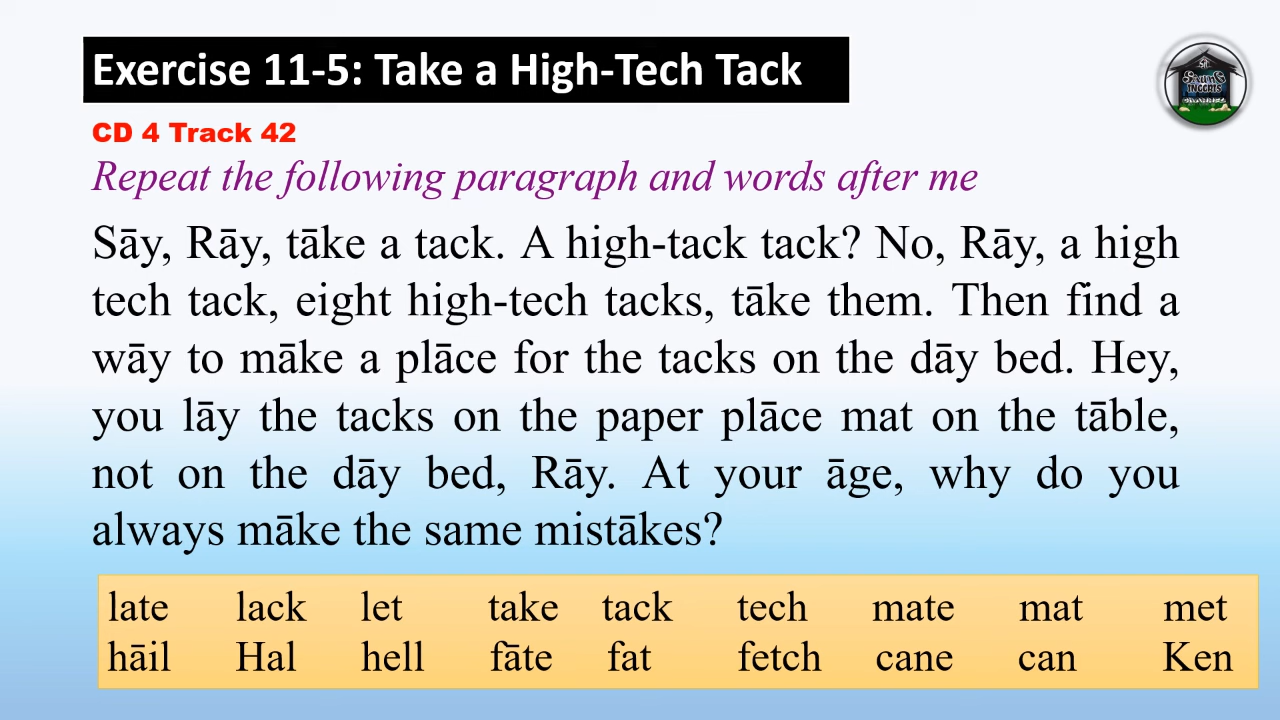 Exercise 11-5: Take a High-Tech Tack
CD 4 Track 42
Repeat the following paragraph and words after me
Sāy, Rāy, tāke a tack. A high-tack tack? No, Rāy, a high
tech tack, eight high-tech tacks, tāke them. Then find a
wāy to māke a plāce for the tacks on the dāy bed. Hey,
you lāy the tacks on the paper plāce mat on the tāble,
not on the dāy bed, Rāy. At your āge, why do you
always māke the same mistākes?
late lack let take tack tech mate mat met
hāil Hal hell fāte fat fetch cane can Ken